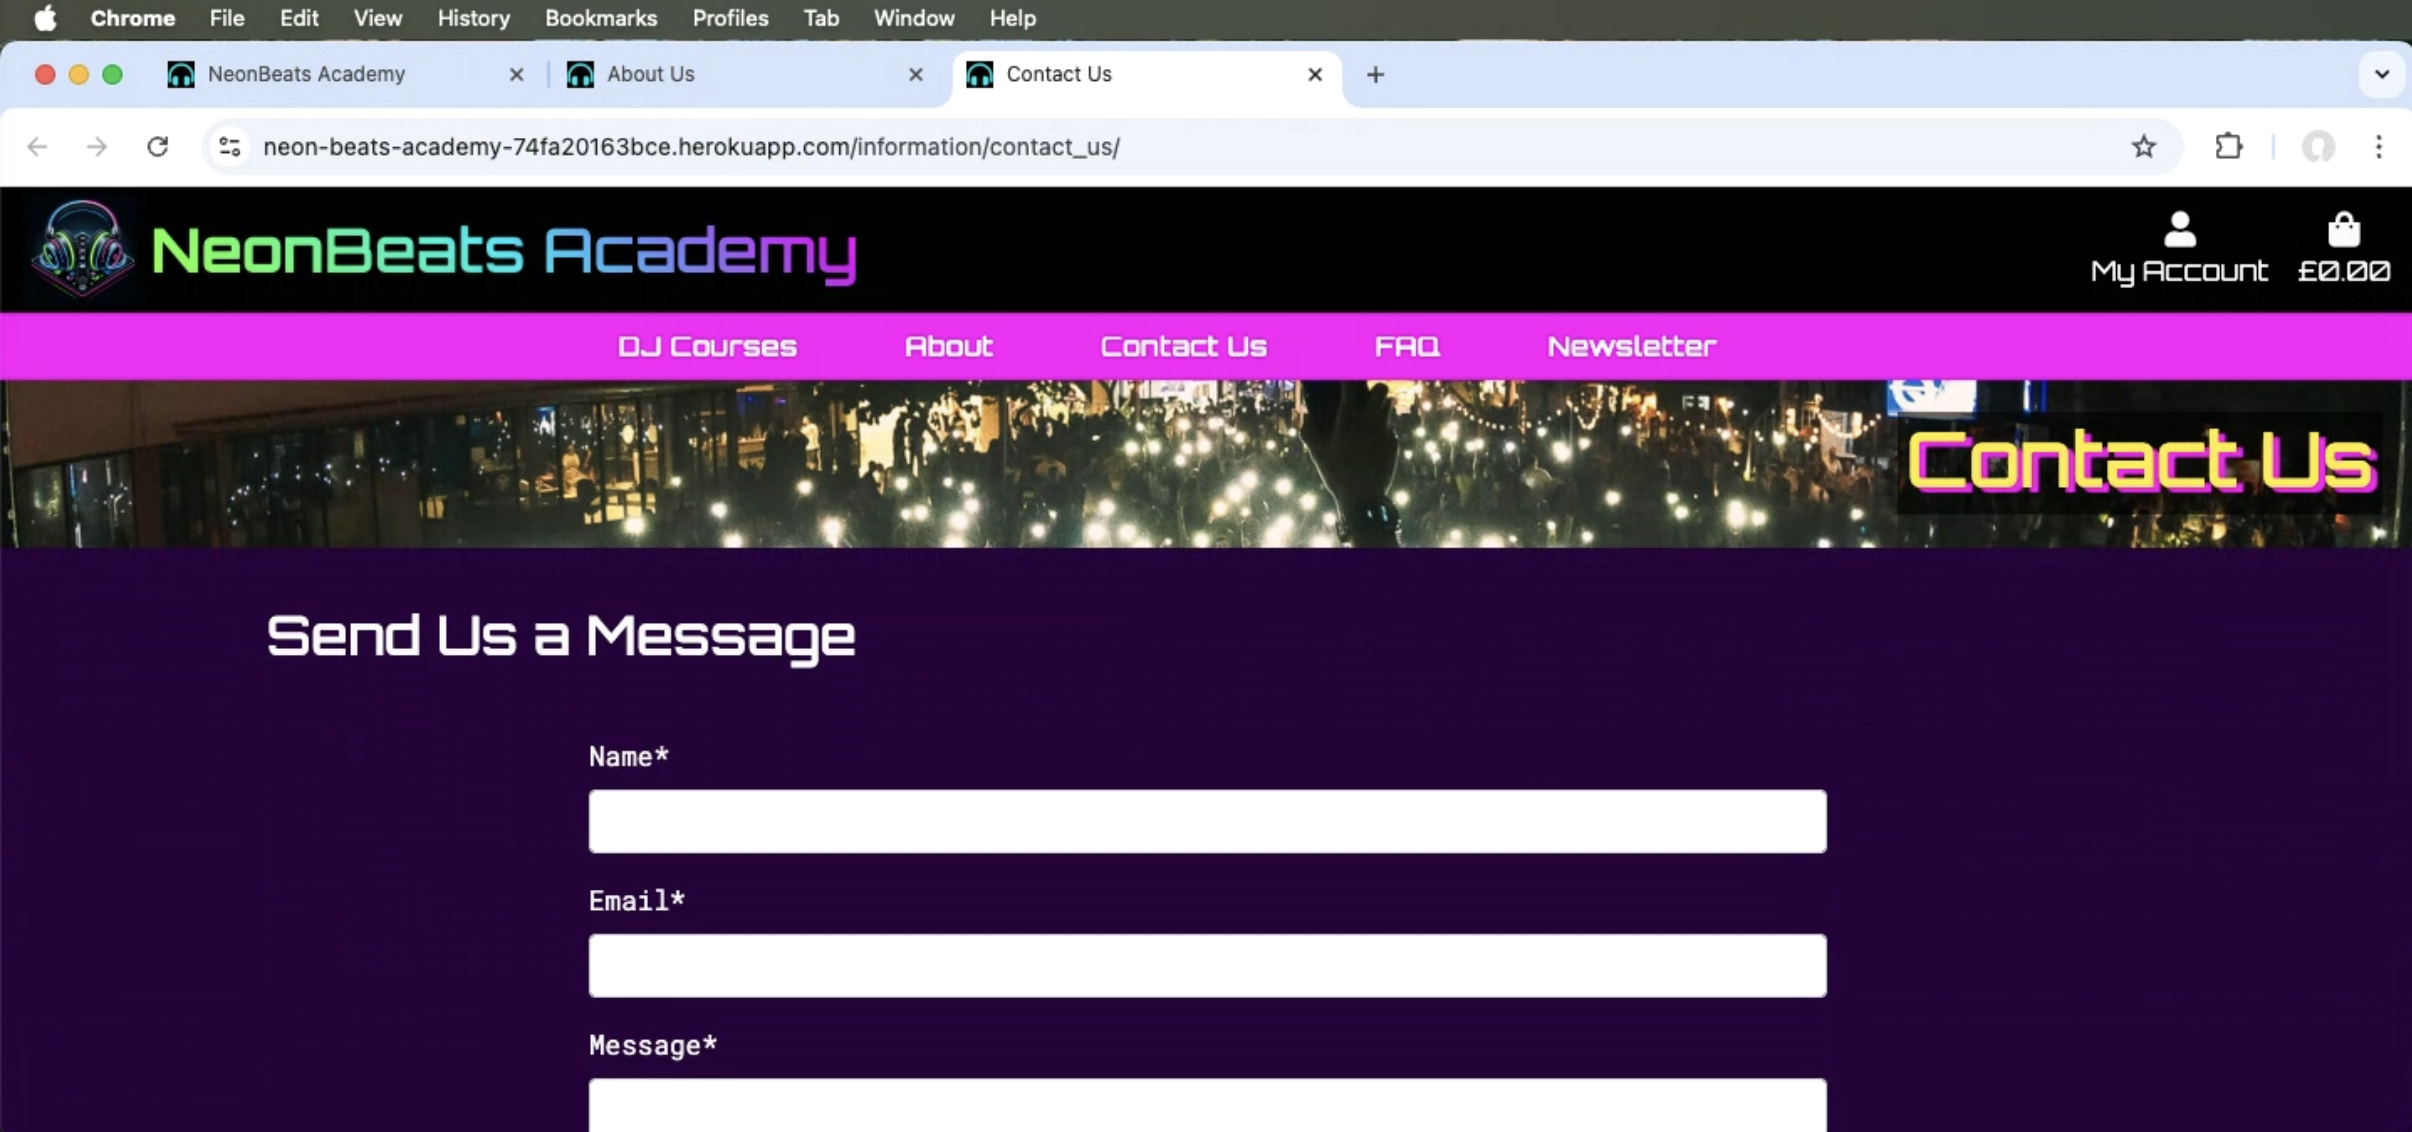 Chrome File Edit View History Bookmarks Profiles Tab Window Help
NeonBeats Academy About Us Contact Us
neon-beats-academy-74fa20163bce.herokuapp.com/information/contact_us/
NeonBeats Academy
My Account £0.00
DJ Courses About Contact Us FAQ Newsletter
Contact Us
Send Us a Message
Name*
Email*
Message*